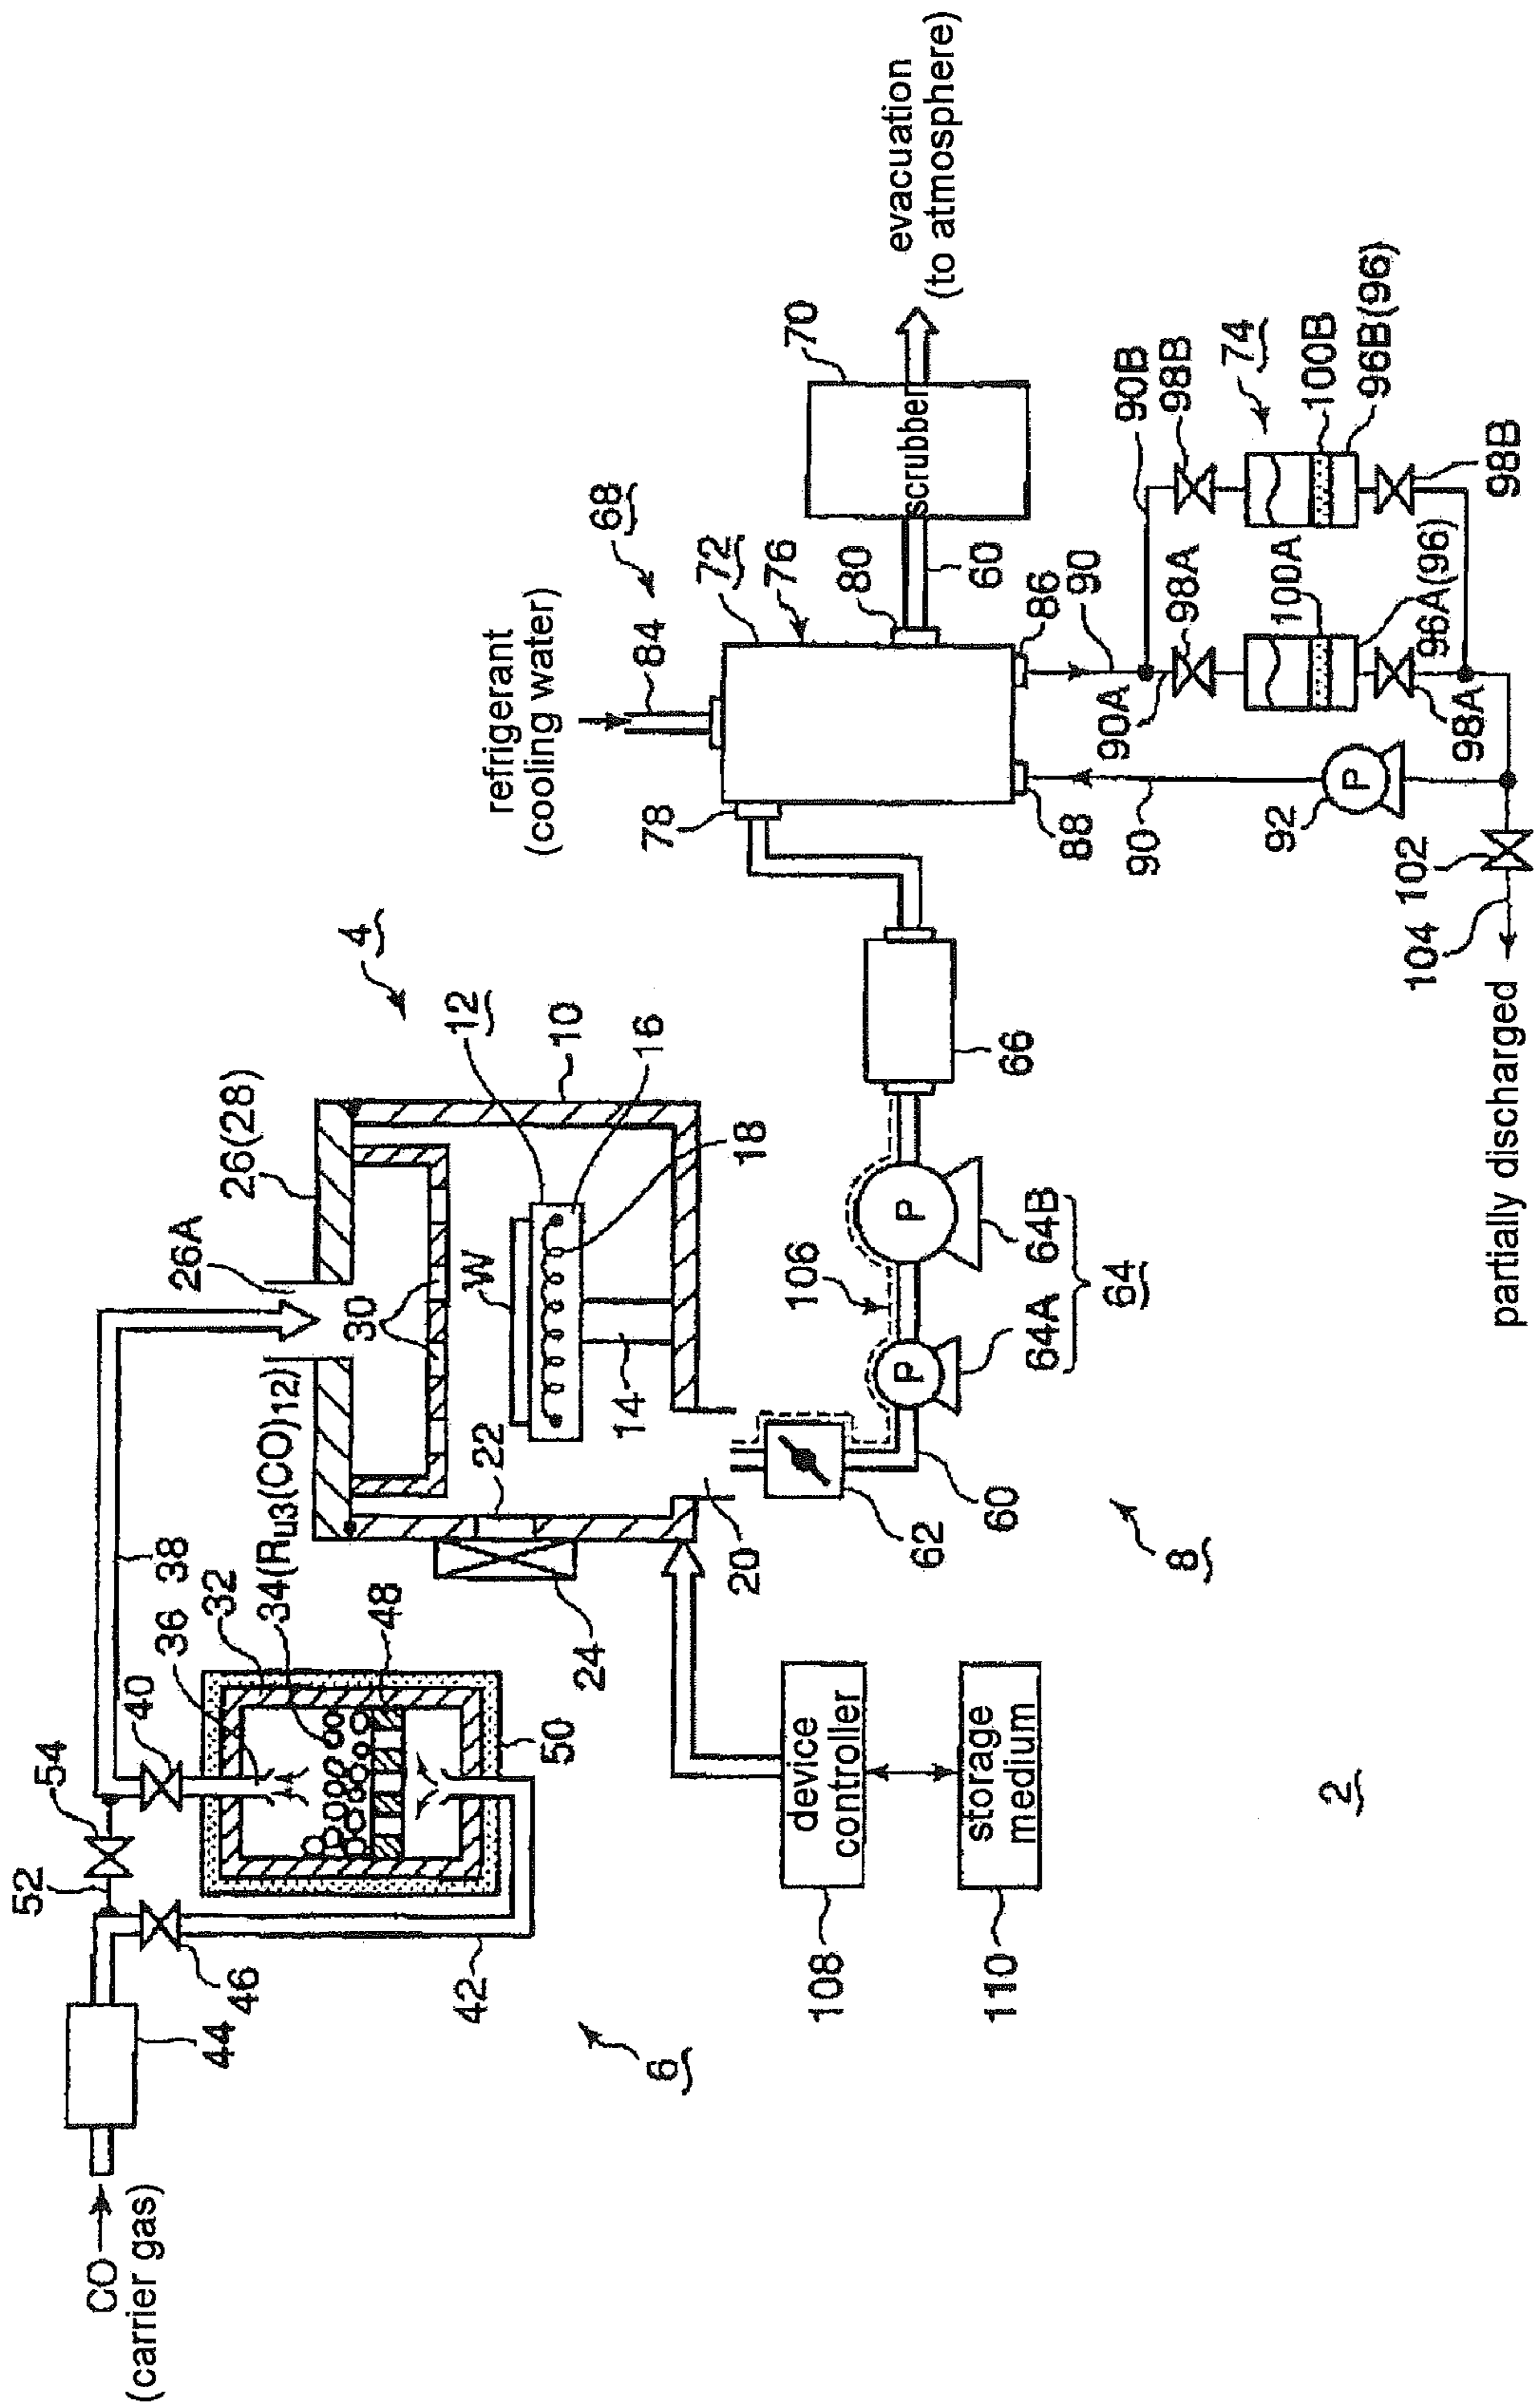 CO
(carrier gas)
44
46
52
54
40
36
32
34(Ru3(CO)12)
38
48
50
42
6
26A
26(28)
4
30
W
12
10
16
18
14
22
24
20
62
60
8
106
64A
64B
64
66
108
device
controller
110
storage
medium
2
refrigerant
(cooling water)
84
68
72
76
78
80
60
70
scrubber
evacuation
(to atmosphere)
86
88
90
90
90A
90B
98A
98B
74
100A
100B
96A(96)
96B(96)
98A
98B
92
102
104
partially discharged